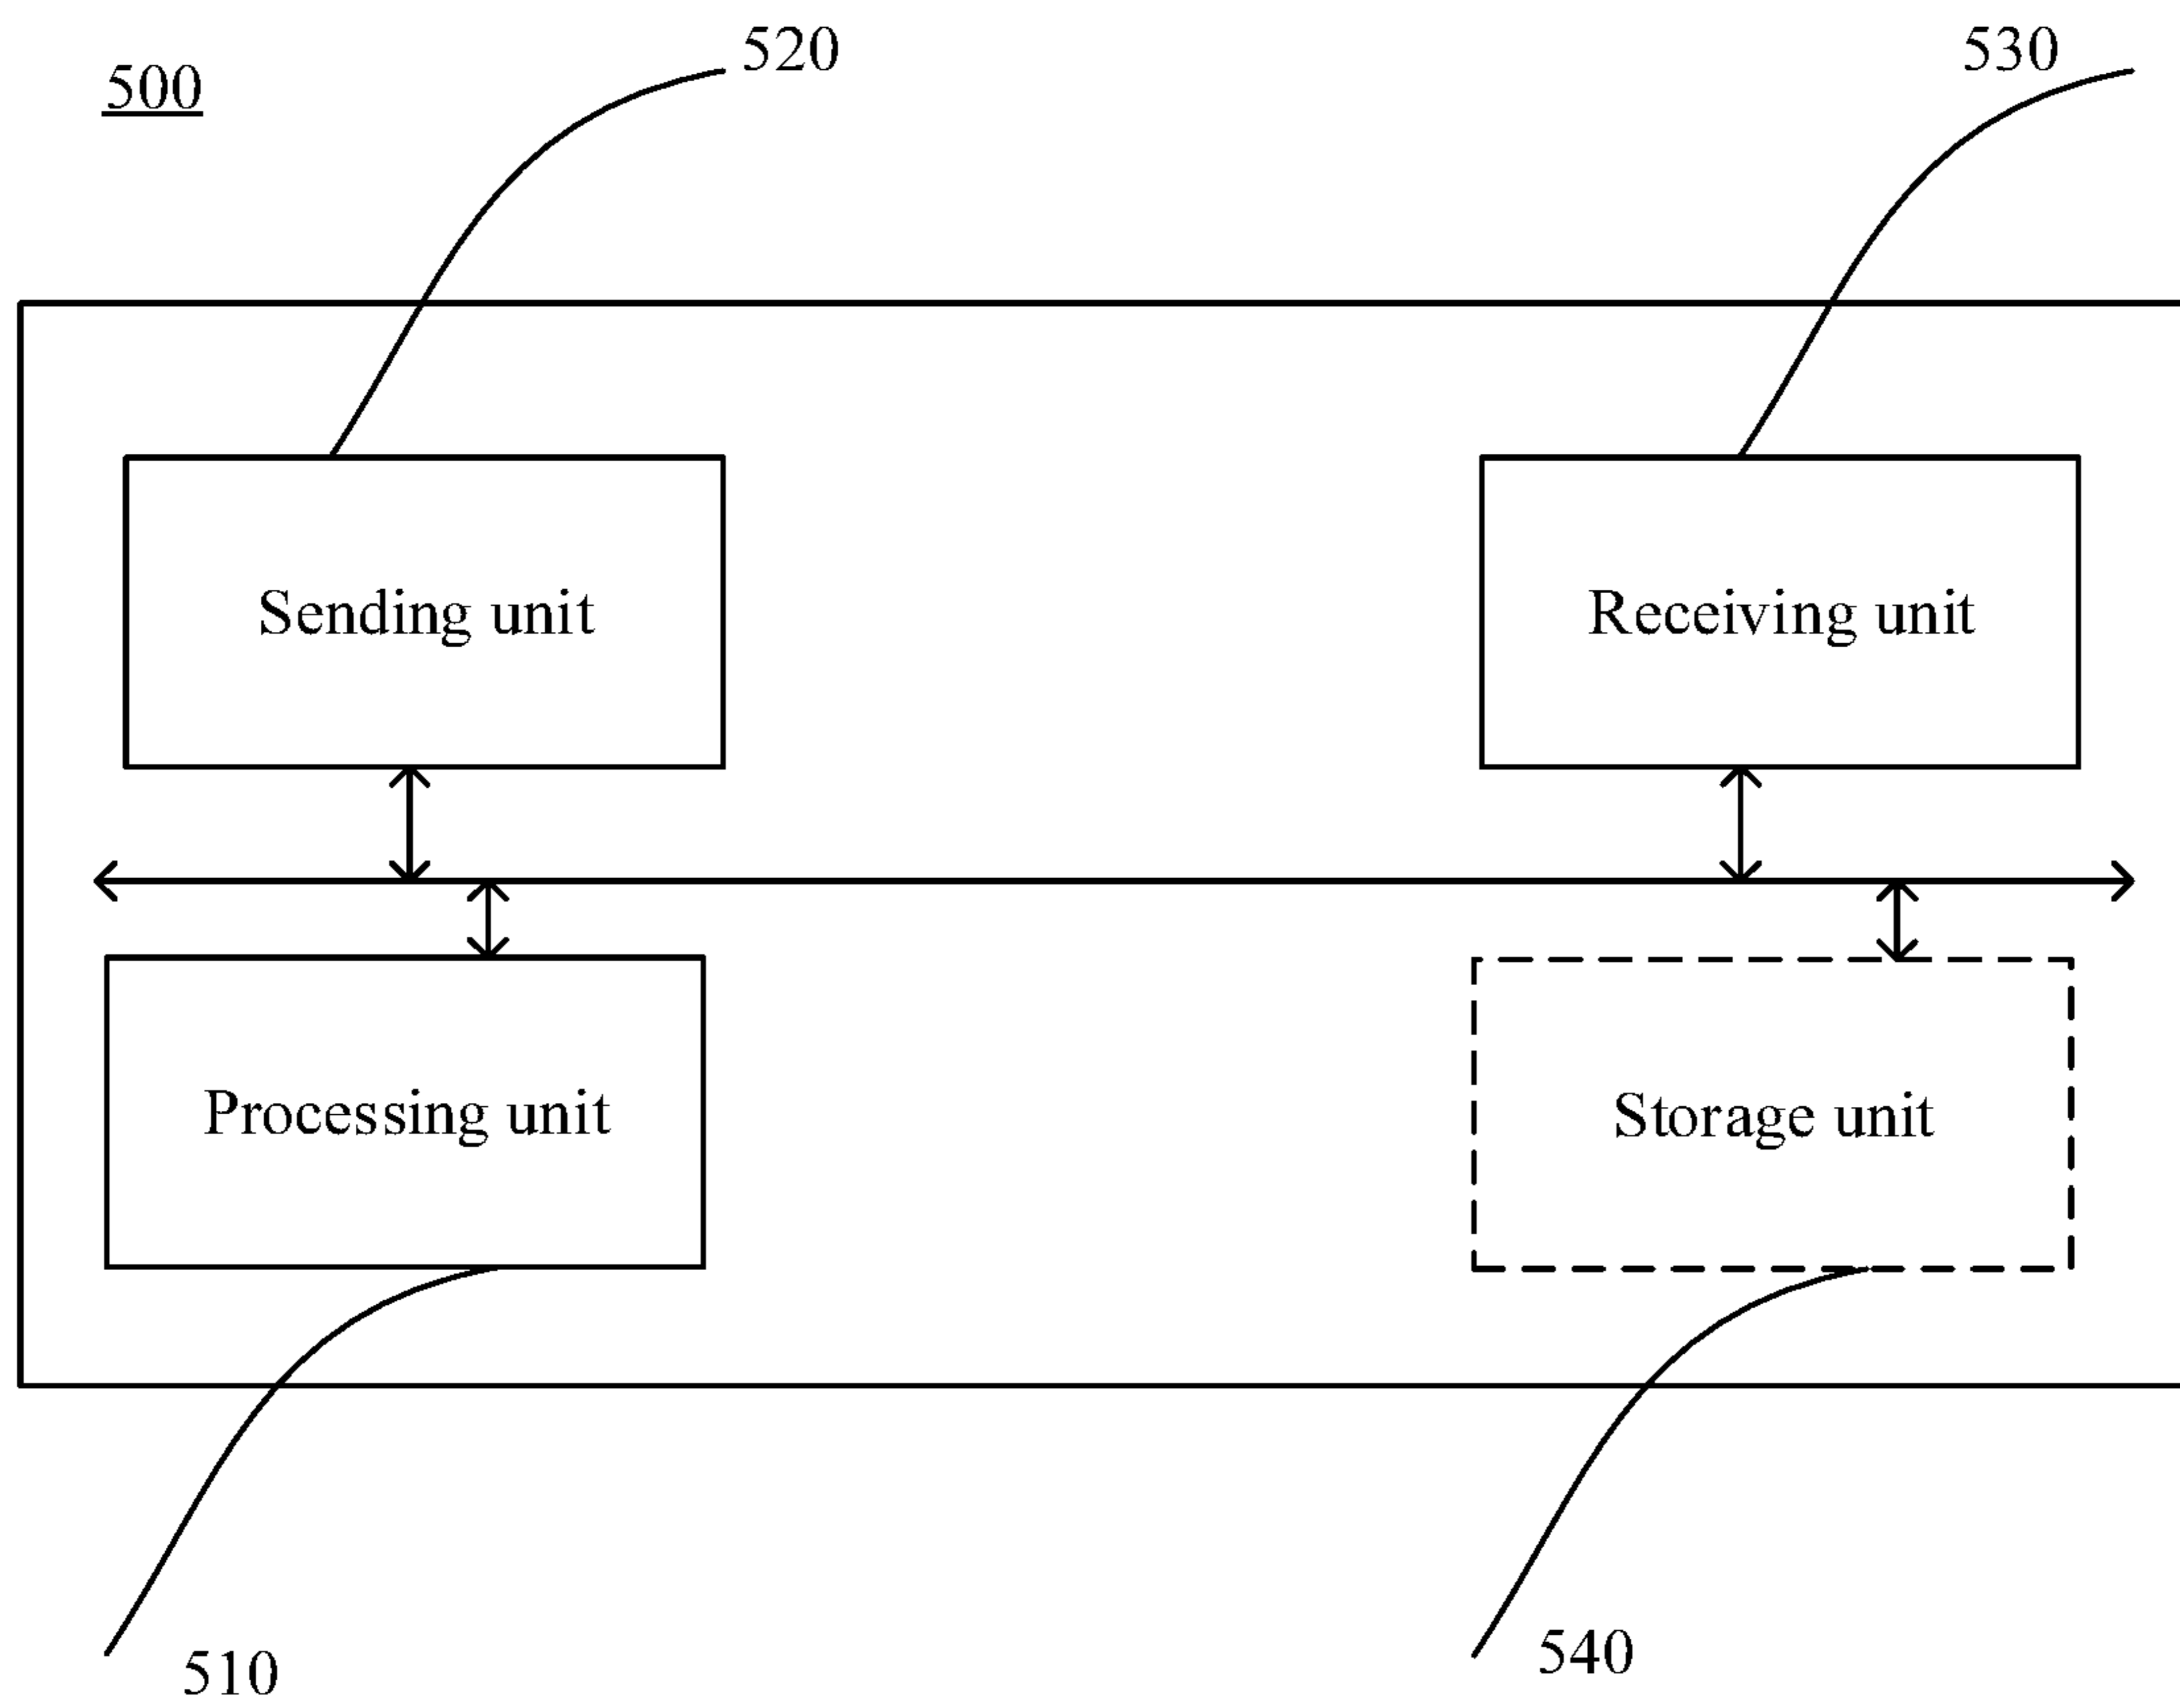 520
530
500
Sending unit
Receiving unit
Processing unit
Storage unit
540
510